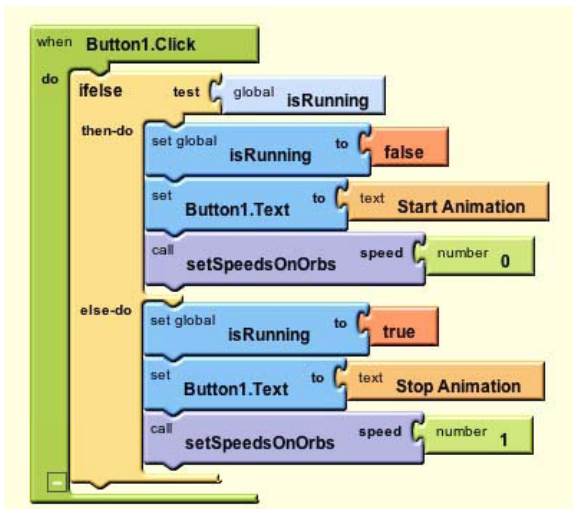 when Button1.Click
do
ifelse test global isRunning
then-do
set global isRunning to false
set Button1.Text to text Start Animation
call setSpeedsOnOrbs speed number 0
else-do
set global isRunning to true
set Button1.Text to text Stop Animation
call setSpeedsOnOrbs speed number 1